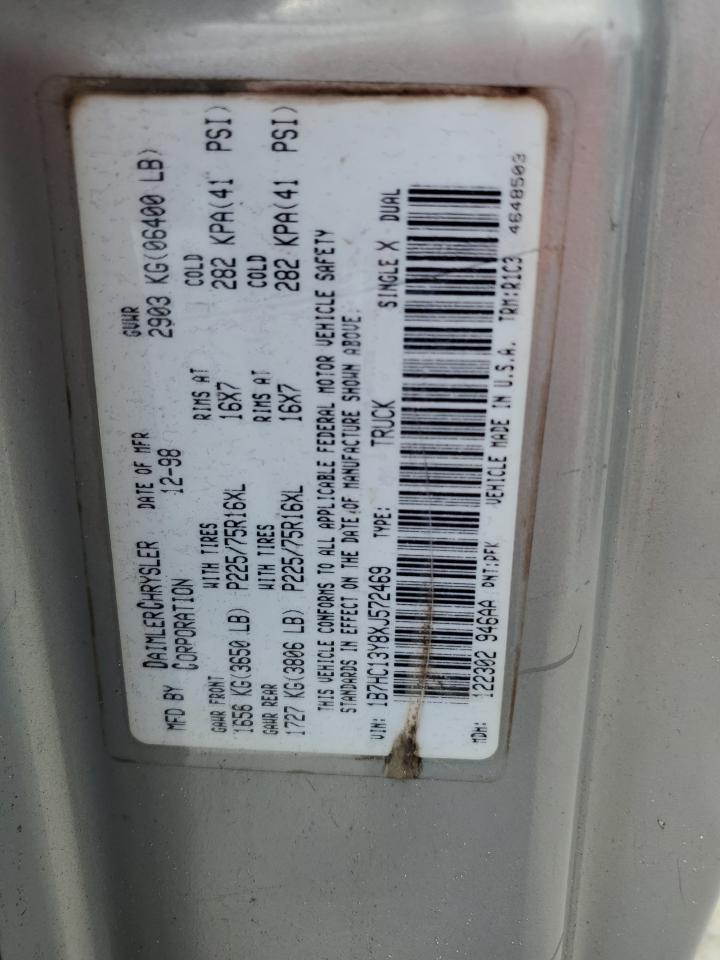 MFD BY DAIMLERCHRYSLER CORPORATION DATE OF MFR 12-98 GVWR 2903 KG(06400 LB)
GAWR FRONT WITH TIRES RIMS AT COLD
1656 KG(3650 LB) P225/75R16XL 16X7 282 KPA(41 PSI)
GAWR REAR WITH TIRES RIMS AT COLD
1727 KG(3806 LB) P225/75R16XL 16X7 282 KPA(41 PSI)
THIS VEHICLE CONFORMS TO ALL APPLICABLE FEDERAL MOTOR VEHICLE SAFETY
STANDARDS IN EFFECT ON THE DATE OF MANUFACTURE SHOWN ABOVE.
VIN: 1B7HC13Y8XJ572469 TYPE: TRUCK SINGLE X DUAL
MDH: 122302 946AA PNT:PFK VEHICLE MADE IN U.S.A. TRM:R1C3 4648503